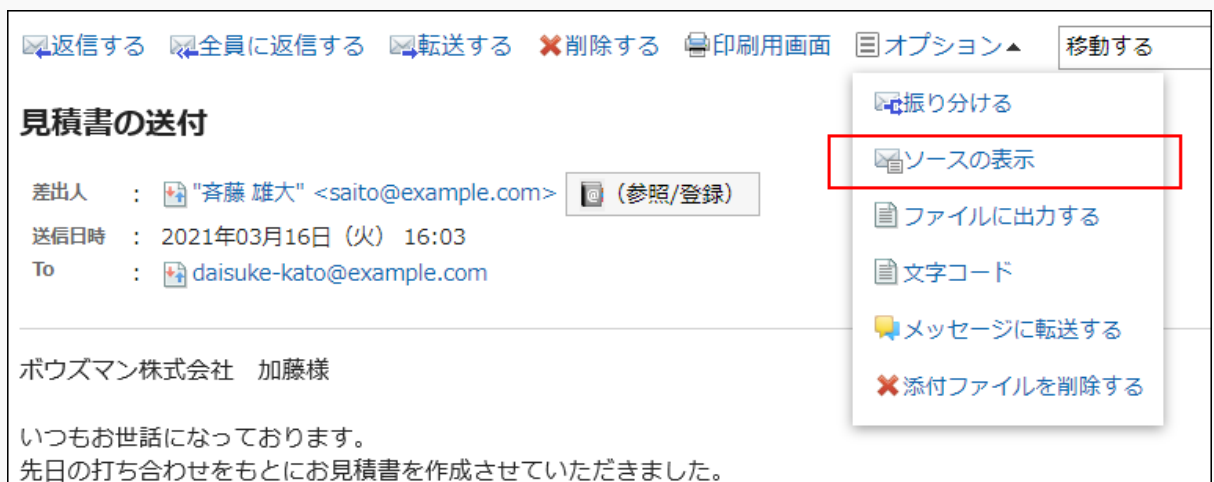 返信する 全員に返信する 転送する 削除する 印刷用画面 オプション▲ 移動する
振り分ける
ソースの表示
ファイルに出力する
文字コード
メッセージに転送する
添付ファイルを削除する
見積書の送付
差出人 : "斉藤 雄大" <saito@example.com> (参照/登録)
送信日時 : 2021年03月16日(火) 16:03
To : daisuke-kato@example.com
ボウズマン株式会社 加藤様
いつもお世話になっております。
先日の打ち合わせをもとにお見積書を作成させていただきました。